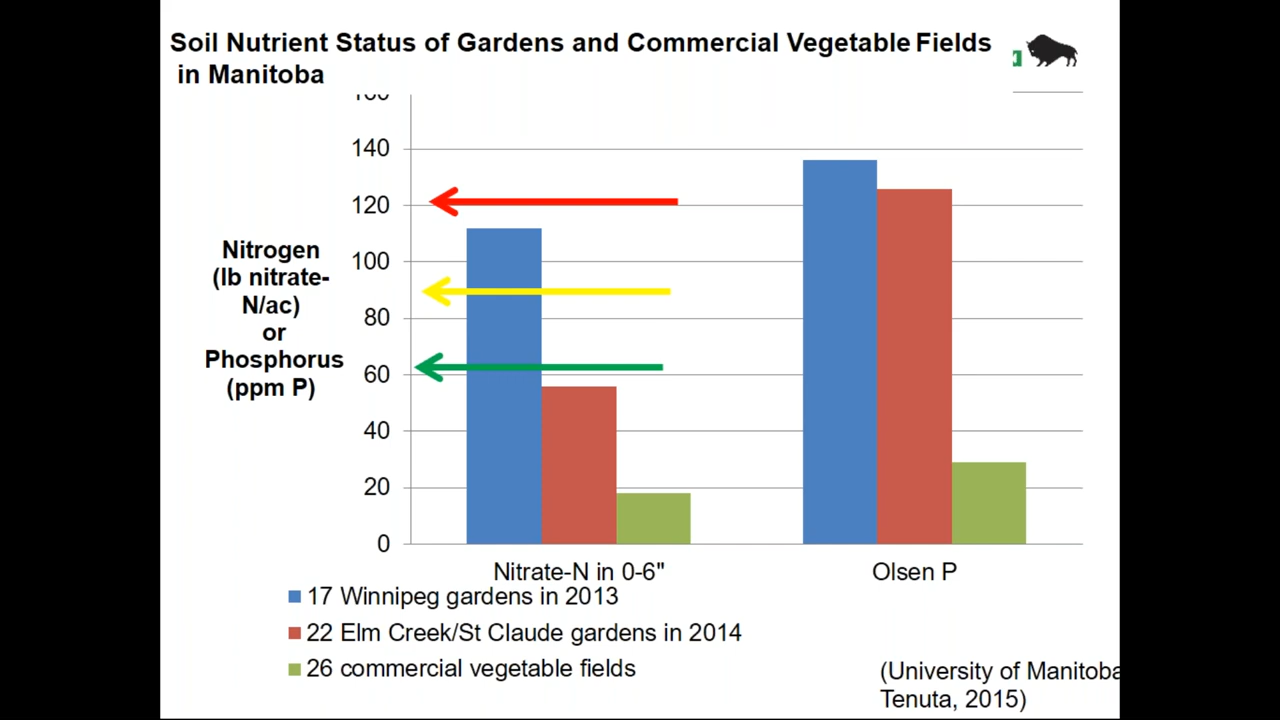 Soil Nutrient Status of Gardens and Commercial Vegetable Fields
in Manitoba
140
120
100
80
60
40
20
0
Nitrogen
(lb nitrate-
N/ac)
or
Phosphorus
(ppm P)
Nitrate-N in 0-6" Olsen P
17 Winnipeg gardens in 2013
22 Elm Creek/St Claude gardens in 2014
26 commercial vegetable fields
(University of Manitoba
Tenuta, 2015)